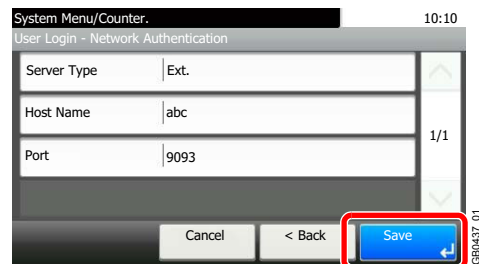 System Menu/Counter. 10:10
User Login - Network Authentication
Server Type Ext.
Host Name abc
1/1
Port 9093
Cancel < Back Save
GB0437_01